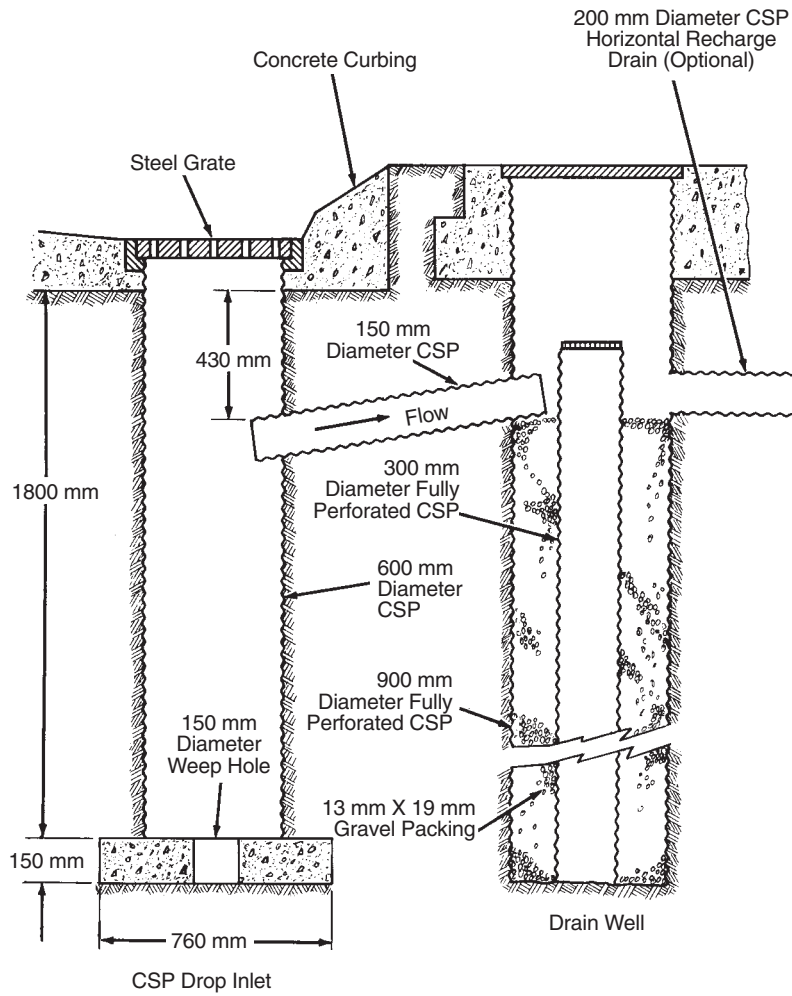 200 mm Diameter CSP
Horizontal Recharge
Drain (Optional)
Concrete Curbing
Steel Grate
150 mm
Diameter CSP
430 mm
Flow
1800 mm
300 mm
Diameter Fully
Perforated CSP
600 mm
Diameter
CSP
900 mm
Diameter Fully
Perforated CSP
150 mm
Diameter
Weep Hole
13 mm X 19 mm
Gravel Packing
150 mm
760 mm
Drain Well
CSP Drop Inlet